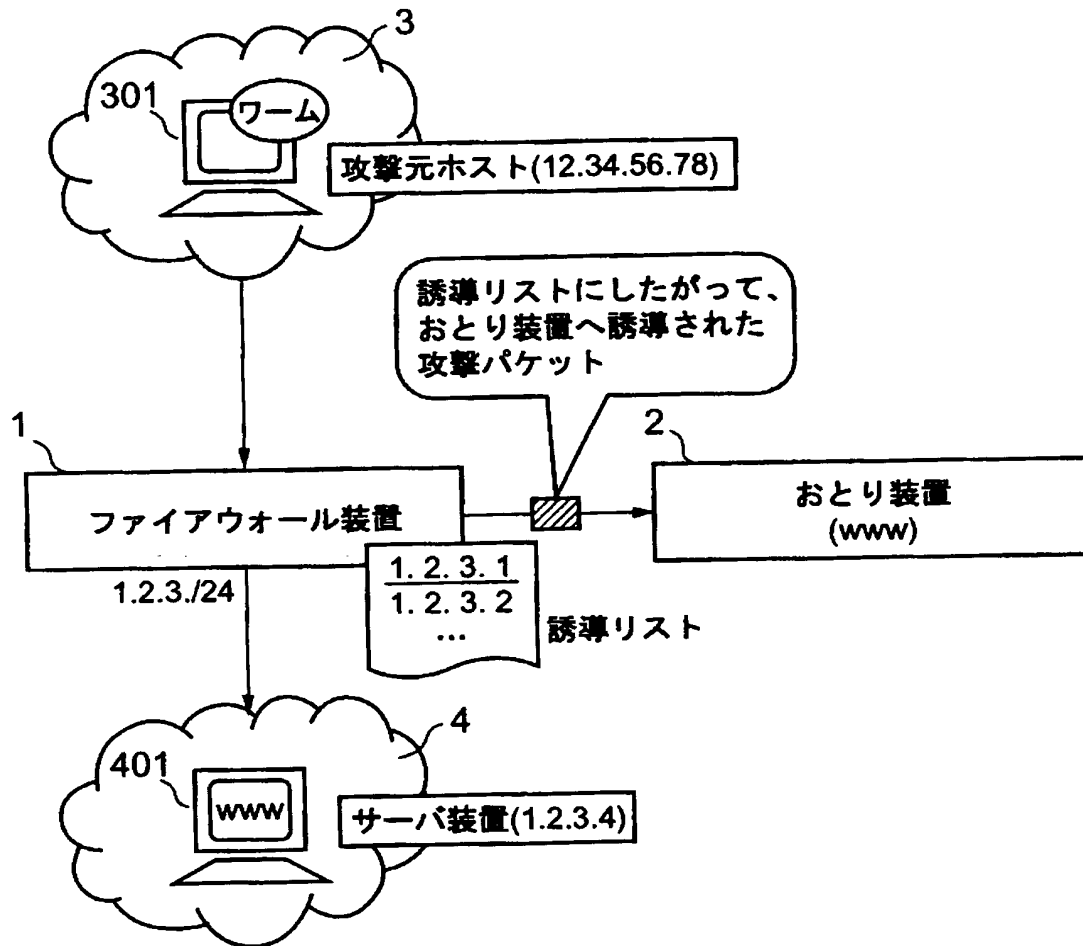 3
301
ワーム
攻撃元ホスト(12.34.56.78)
誘導リストにしたがって、
おとり装置へ誘導された
攻撃パケット
1
2
ファイアウォール装置
おとり装置
(www)
1.2.3./24
1. 2. 3. 1
1. 2. 3. 2
...
誘導リスト
4
401
www
サーバ装置(1.2.3.4)